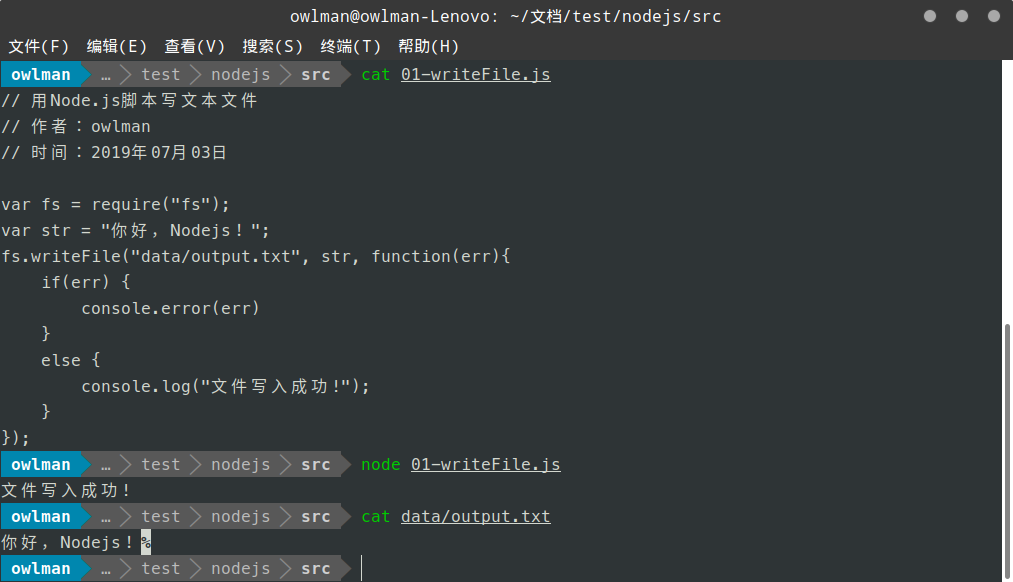 owlman@owlman-Lenovo: ~/文档/test/nodejs/src
文件(F) 编辑(E) 查看(V) 搜索(S) 终端(T) 帮助(H)
owlman … test nodejs src cat 01-writeFile.js
// 用Node.js脚本写文本文件
// 作者：owlman
// 时间：2019年07月03日
var fs = require("fs");
var str = "你好，Nodejs！";
fs.writeFile("data/output.txt", str, function(err){
    if(err) {
        console.error(err)
    }
    else {
        console.log("文件写入成功！");
    }
});
owlman … test nodejs src node 01-writeFile.js
文件写入成功！
owlman … test nodejs src cat data/output.txt
你好，Nodejs！%
owlman … test nodejs src